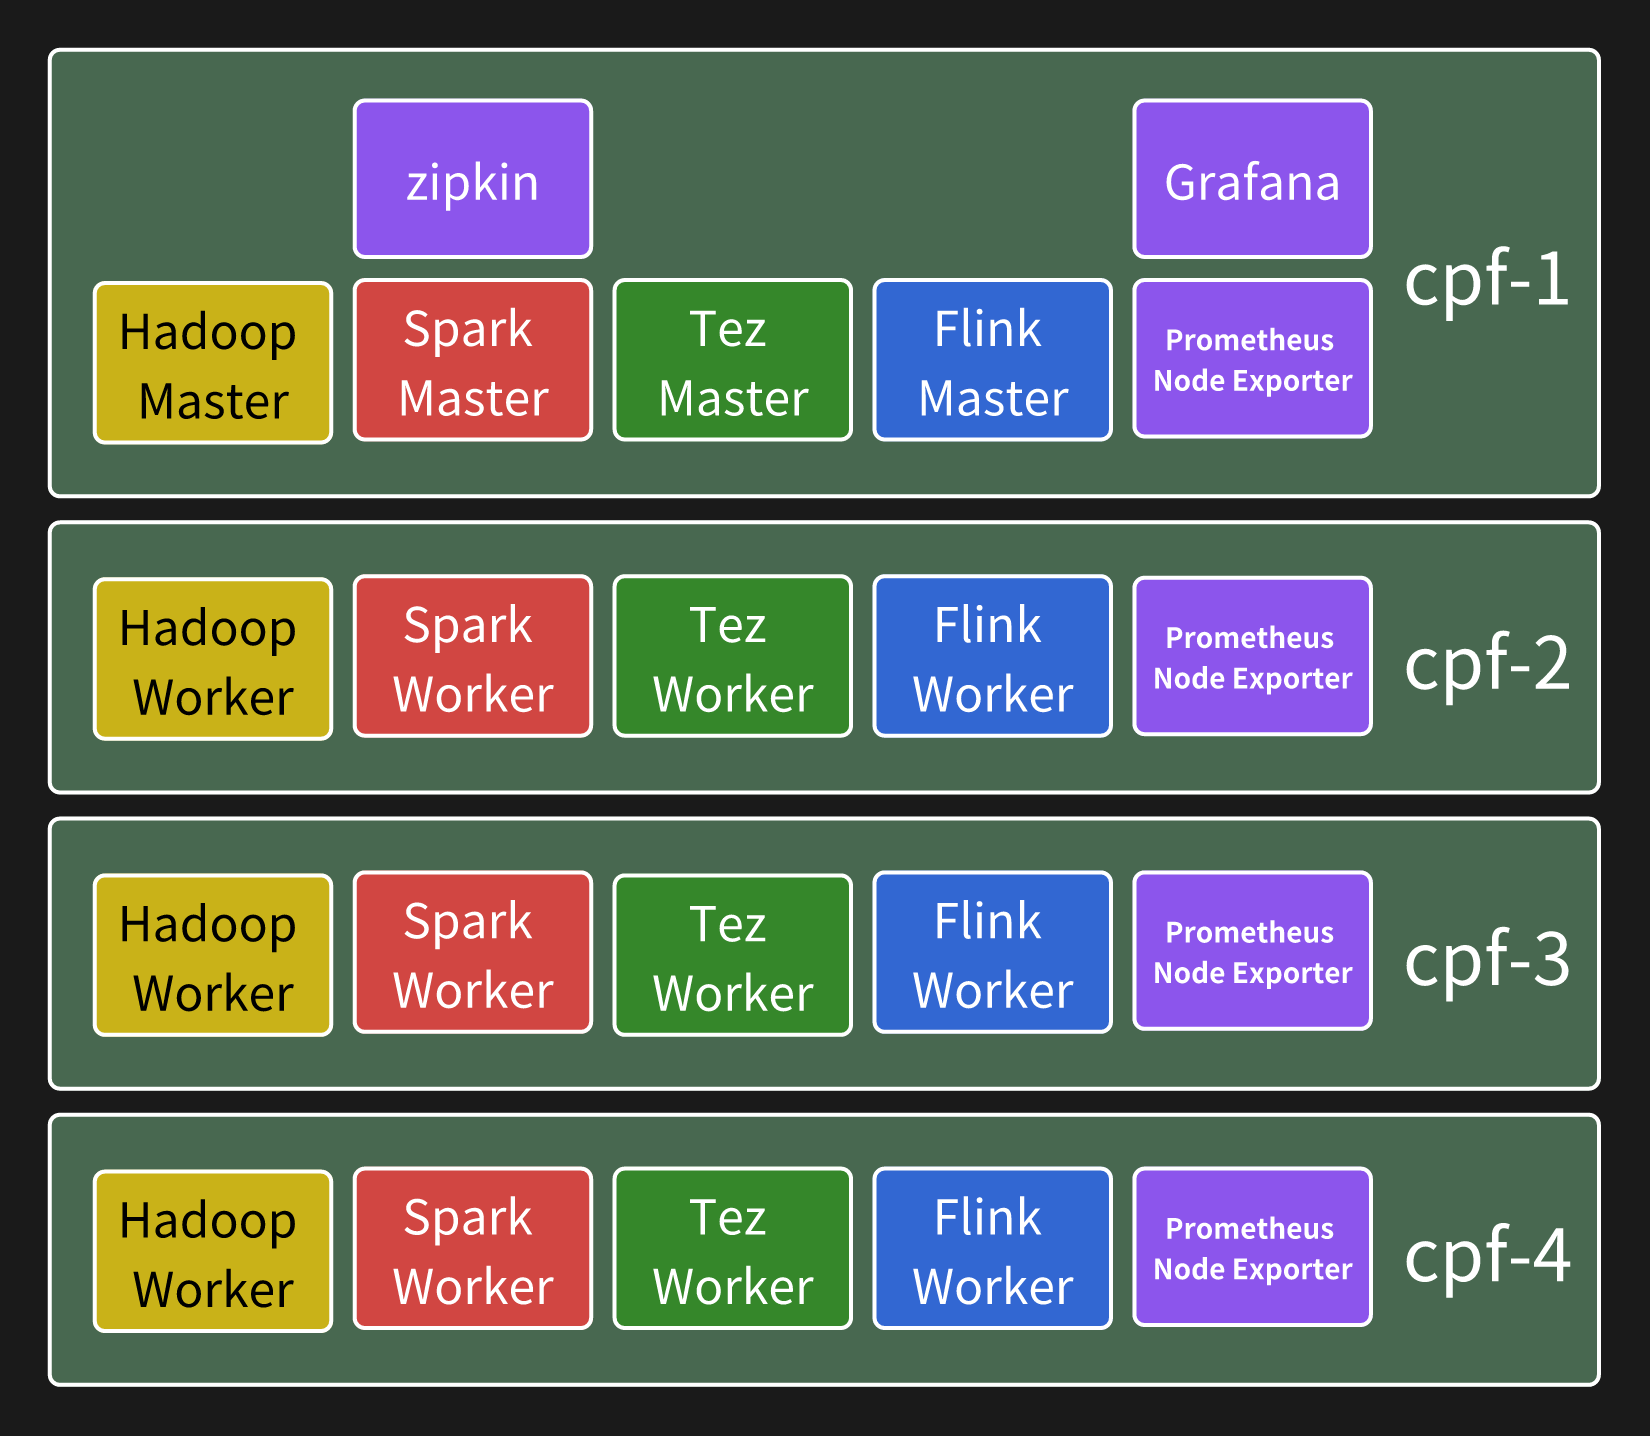 zipkin
Grafana
cpf-1
Hadoop
Master
Spark
Master
Tez
Master
Flink
Master
Prometheus
Node Exporter
Hadoop
Worker
Spark
Worker
Tez
Worker
Flink
Worker
Prometheus
Node Exporter
cpf-2
Hadoop
Worker
Spark
Worker
Tez
Worker
Flink
Worker
Prometheus
Node Exporter
cpf-3
Hadoop
Worker
Spark
Worker
Tez
Worker
Flink
Worker
Prometheus
Node Exporter
cpf-4